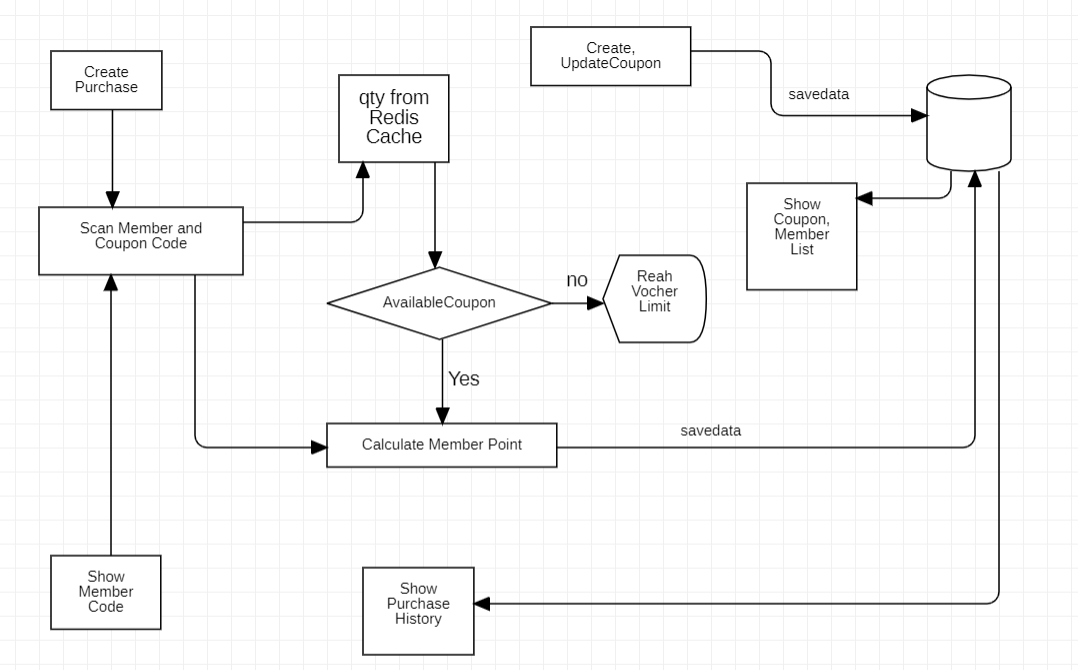 Create,
UpdateCoupon
Create
Purchase
savedata
qty from
Redis
Cache
Show
Coupon,
Member
List
Scan Member and
Coupon Code
no
Reah
Vocher
Limit
AvailableCoupon
Yes
savedata
Calculate Member Point
Show
Member
Code
Show
Purchase
History